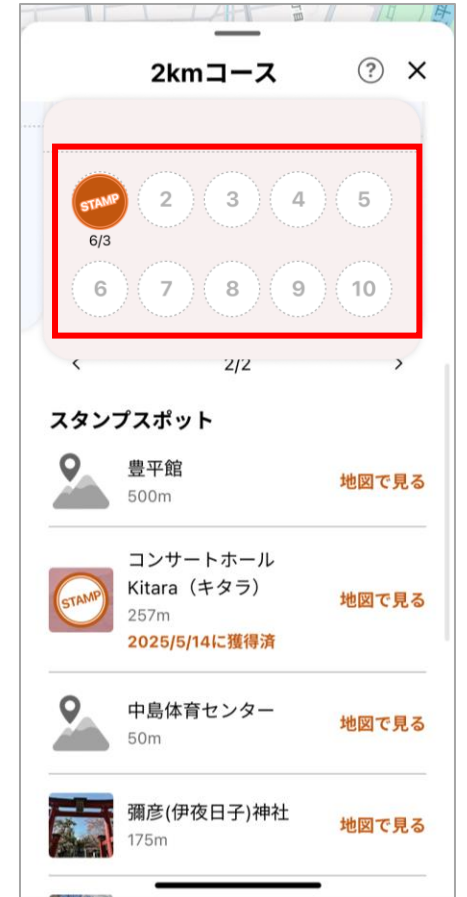 2kmコース
?
×
STAMP 2 3 4 5
6/3
6 7 8 9 10
< 2/2 >
スタンプスポット
豊平館
500m
地図で見る
コンサートホール
Kitara（キタラ）
257m
2025/5/14に獲得済
STAMP
地図で見る
中島体育センター
50m
地図で見る
彌彦(伊夜日子)神社
175m
地図で見る